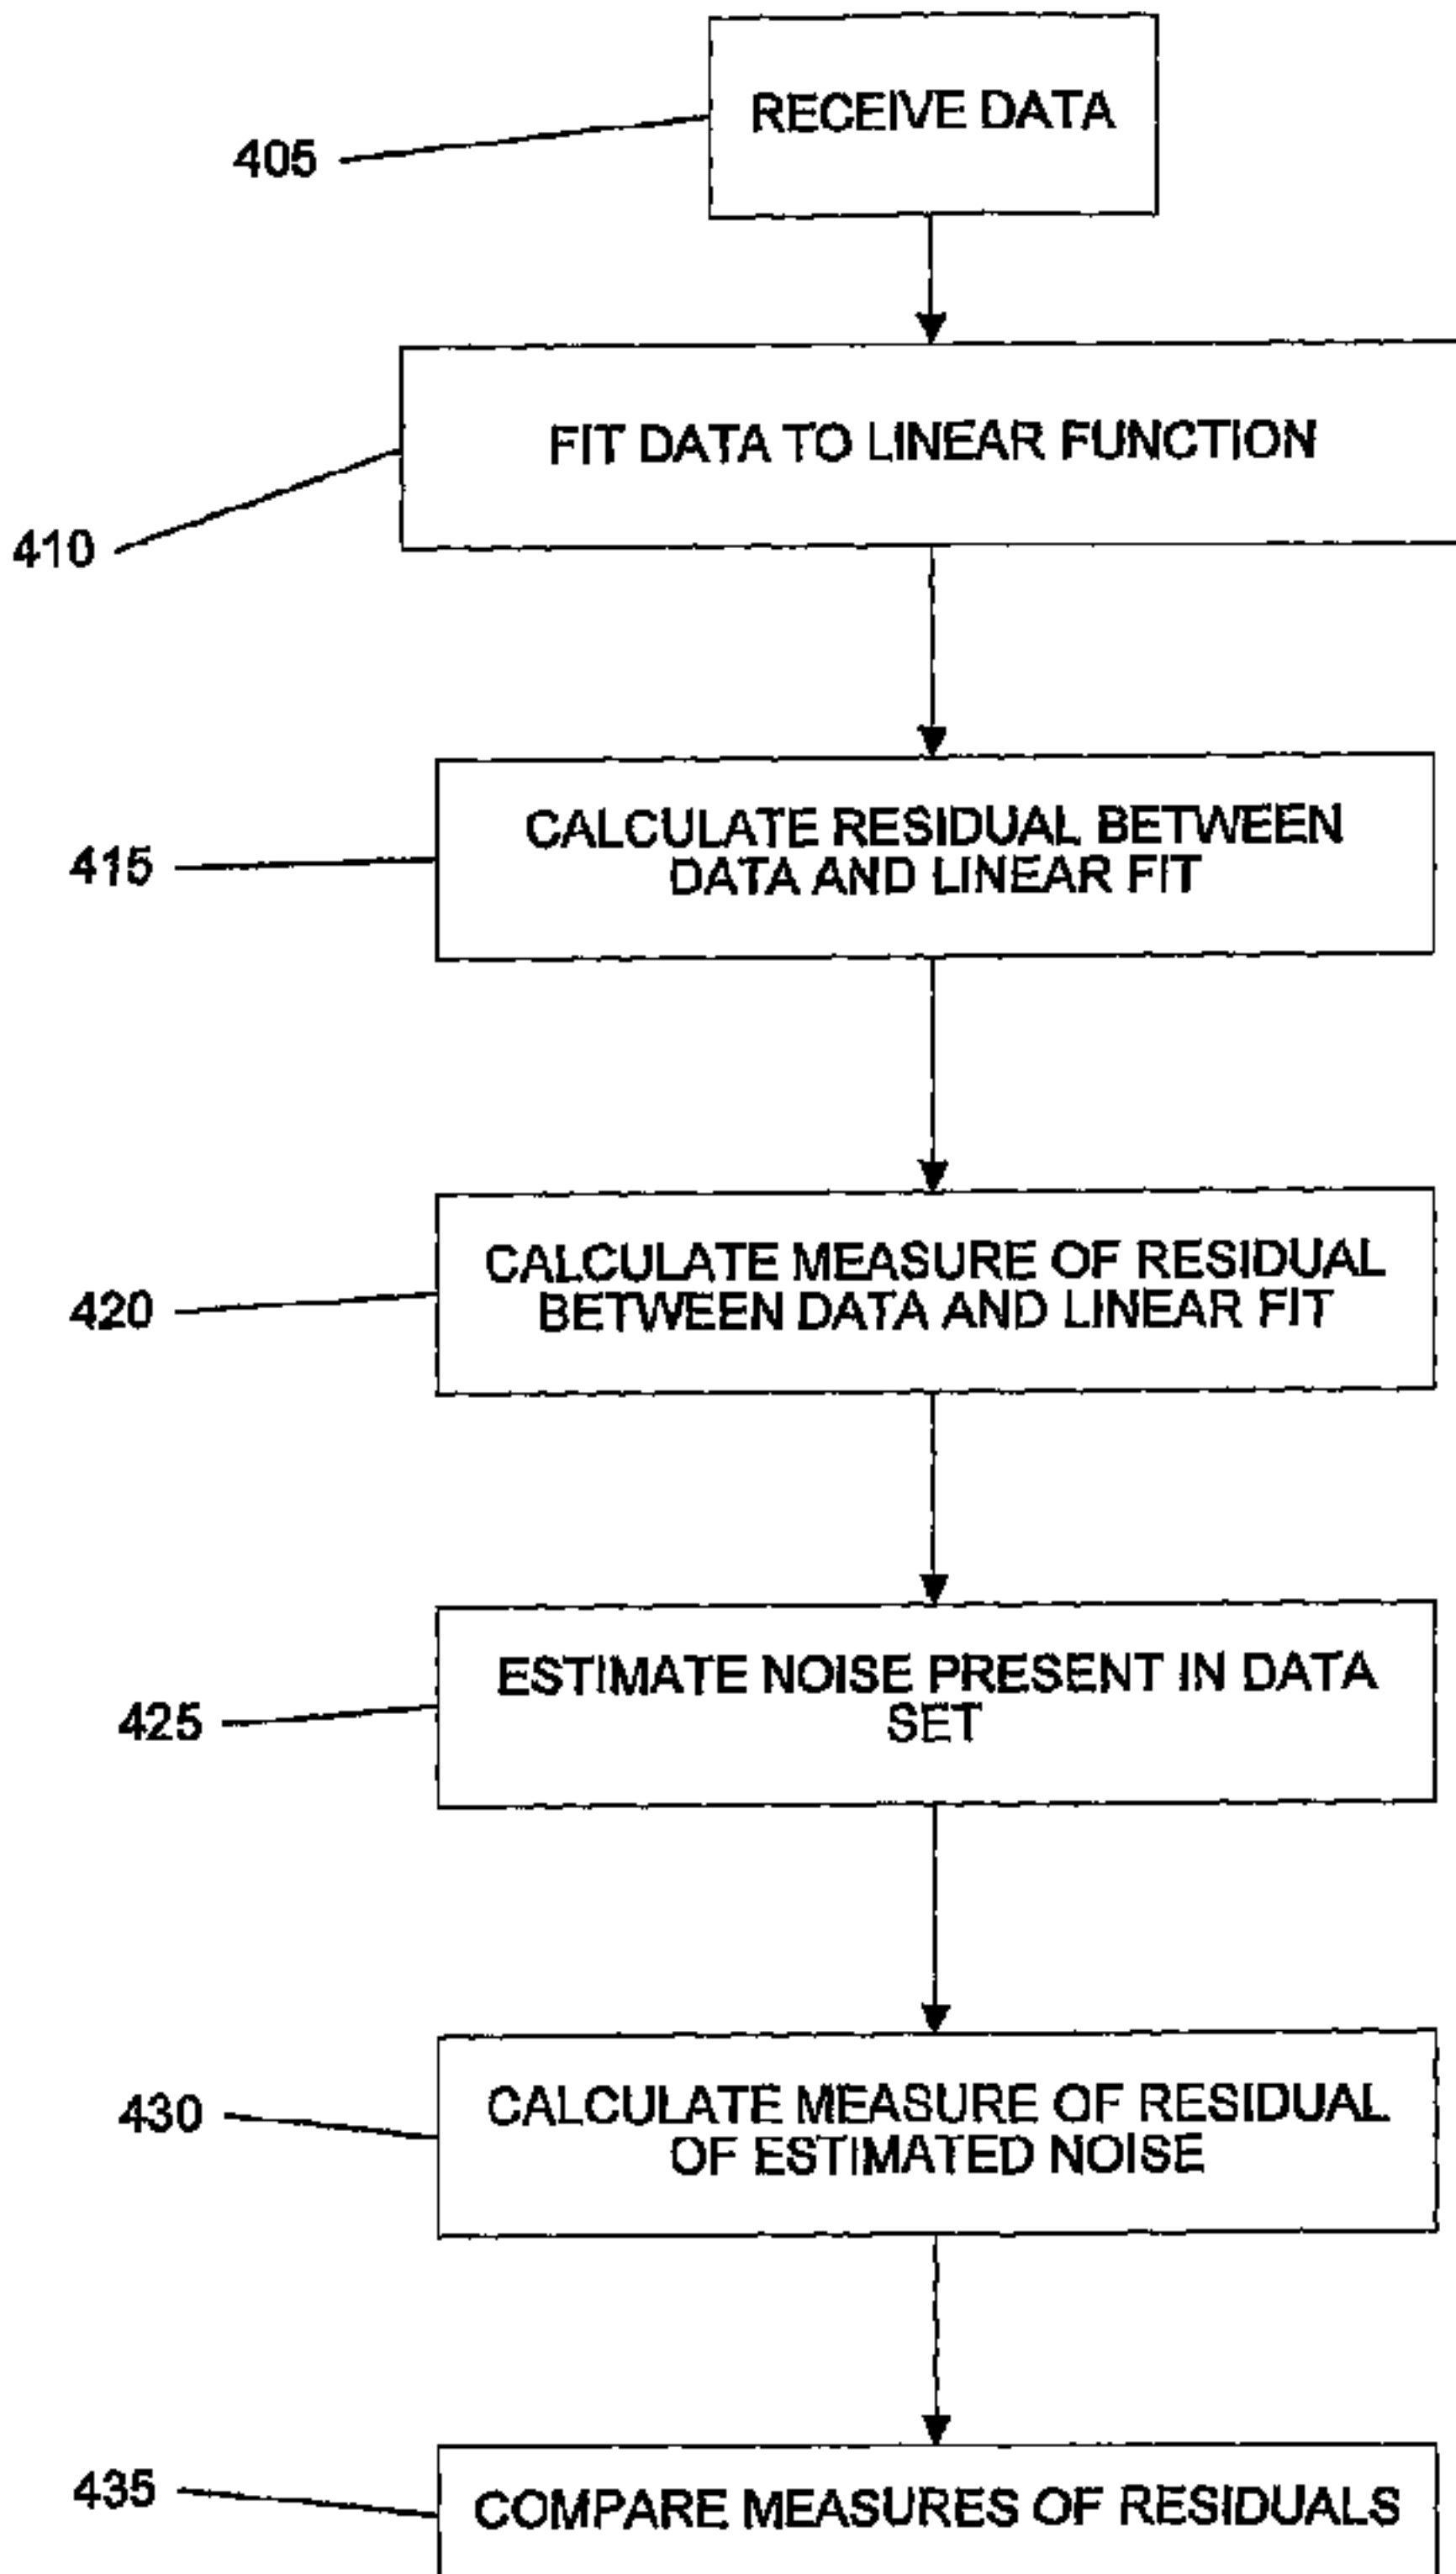 RECEIVE DATA
405
FIT DATA TO LINEAR FUNCTION
410
CALCULATE RESIDUAL BETWEEN
DATA AND LINEAR FIT
415
CALCULATE MEASURE OF RESIDUAL
BETWEEN DATA AND LINEAR FIT
420
ESTIMATE NOISE PRESENT IN DATA
SET
425
CALCULATE MEASURE OF RESIDUAL
OF ESTIMATED NOISE
430
COMPARE MEASURES OF RESIDUALS
435